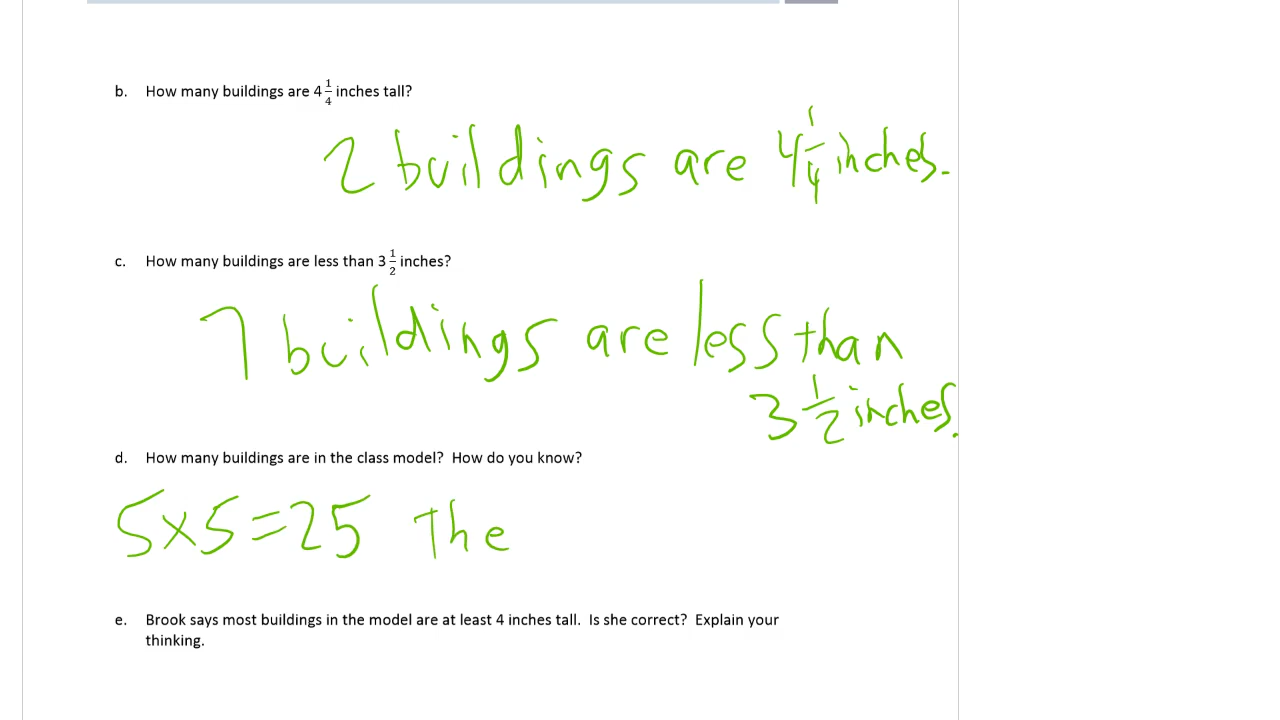 b. How many buildings are 4 1/4 inches tall?
2 buildings are 4 1/4 inches.
c. How many buildings are less than 3 1/2 inches?
7 buildings are less than
3 1/2 inches.
d. How many buildings are in the class model? How do you know?
5×5=25 The
e. Brook says most buildings in the model are at least 4 inches tall. Is she correct? Explain your
thinking.